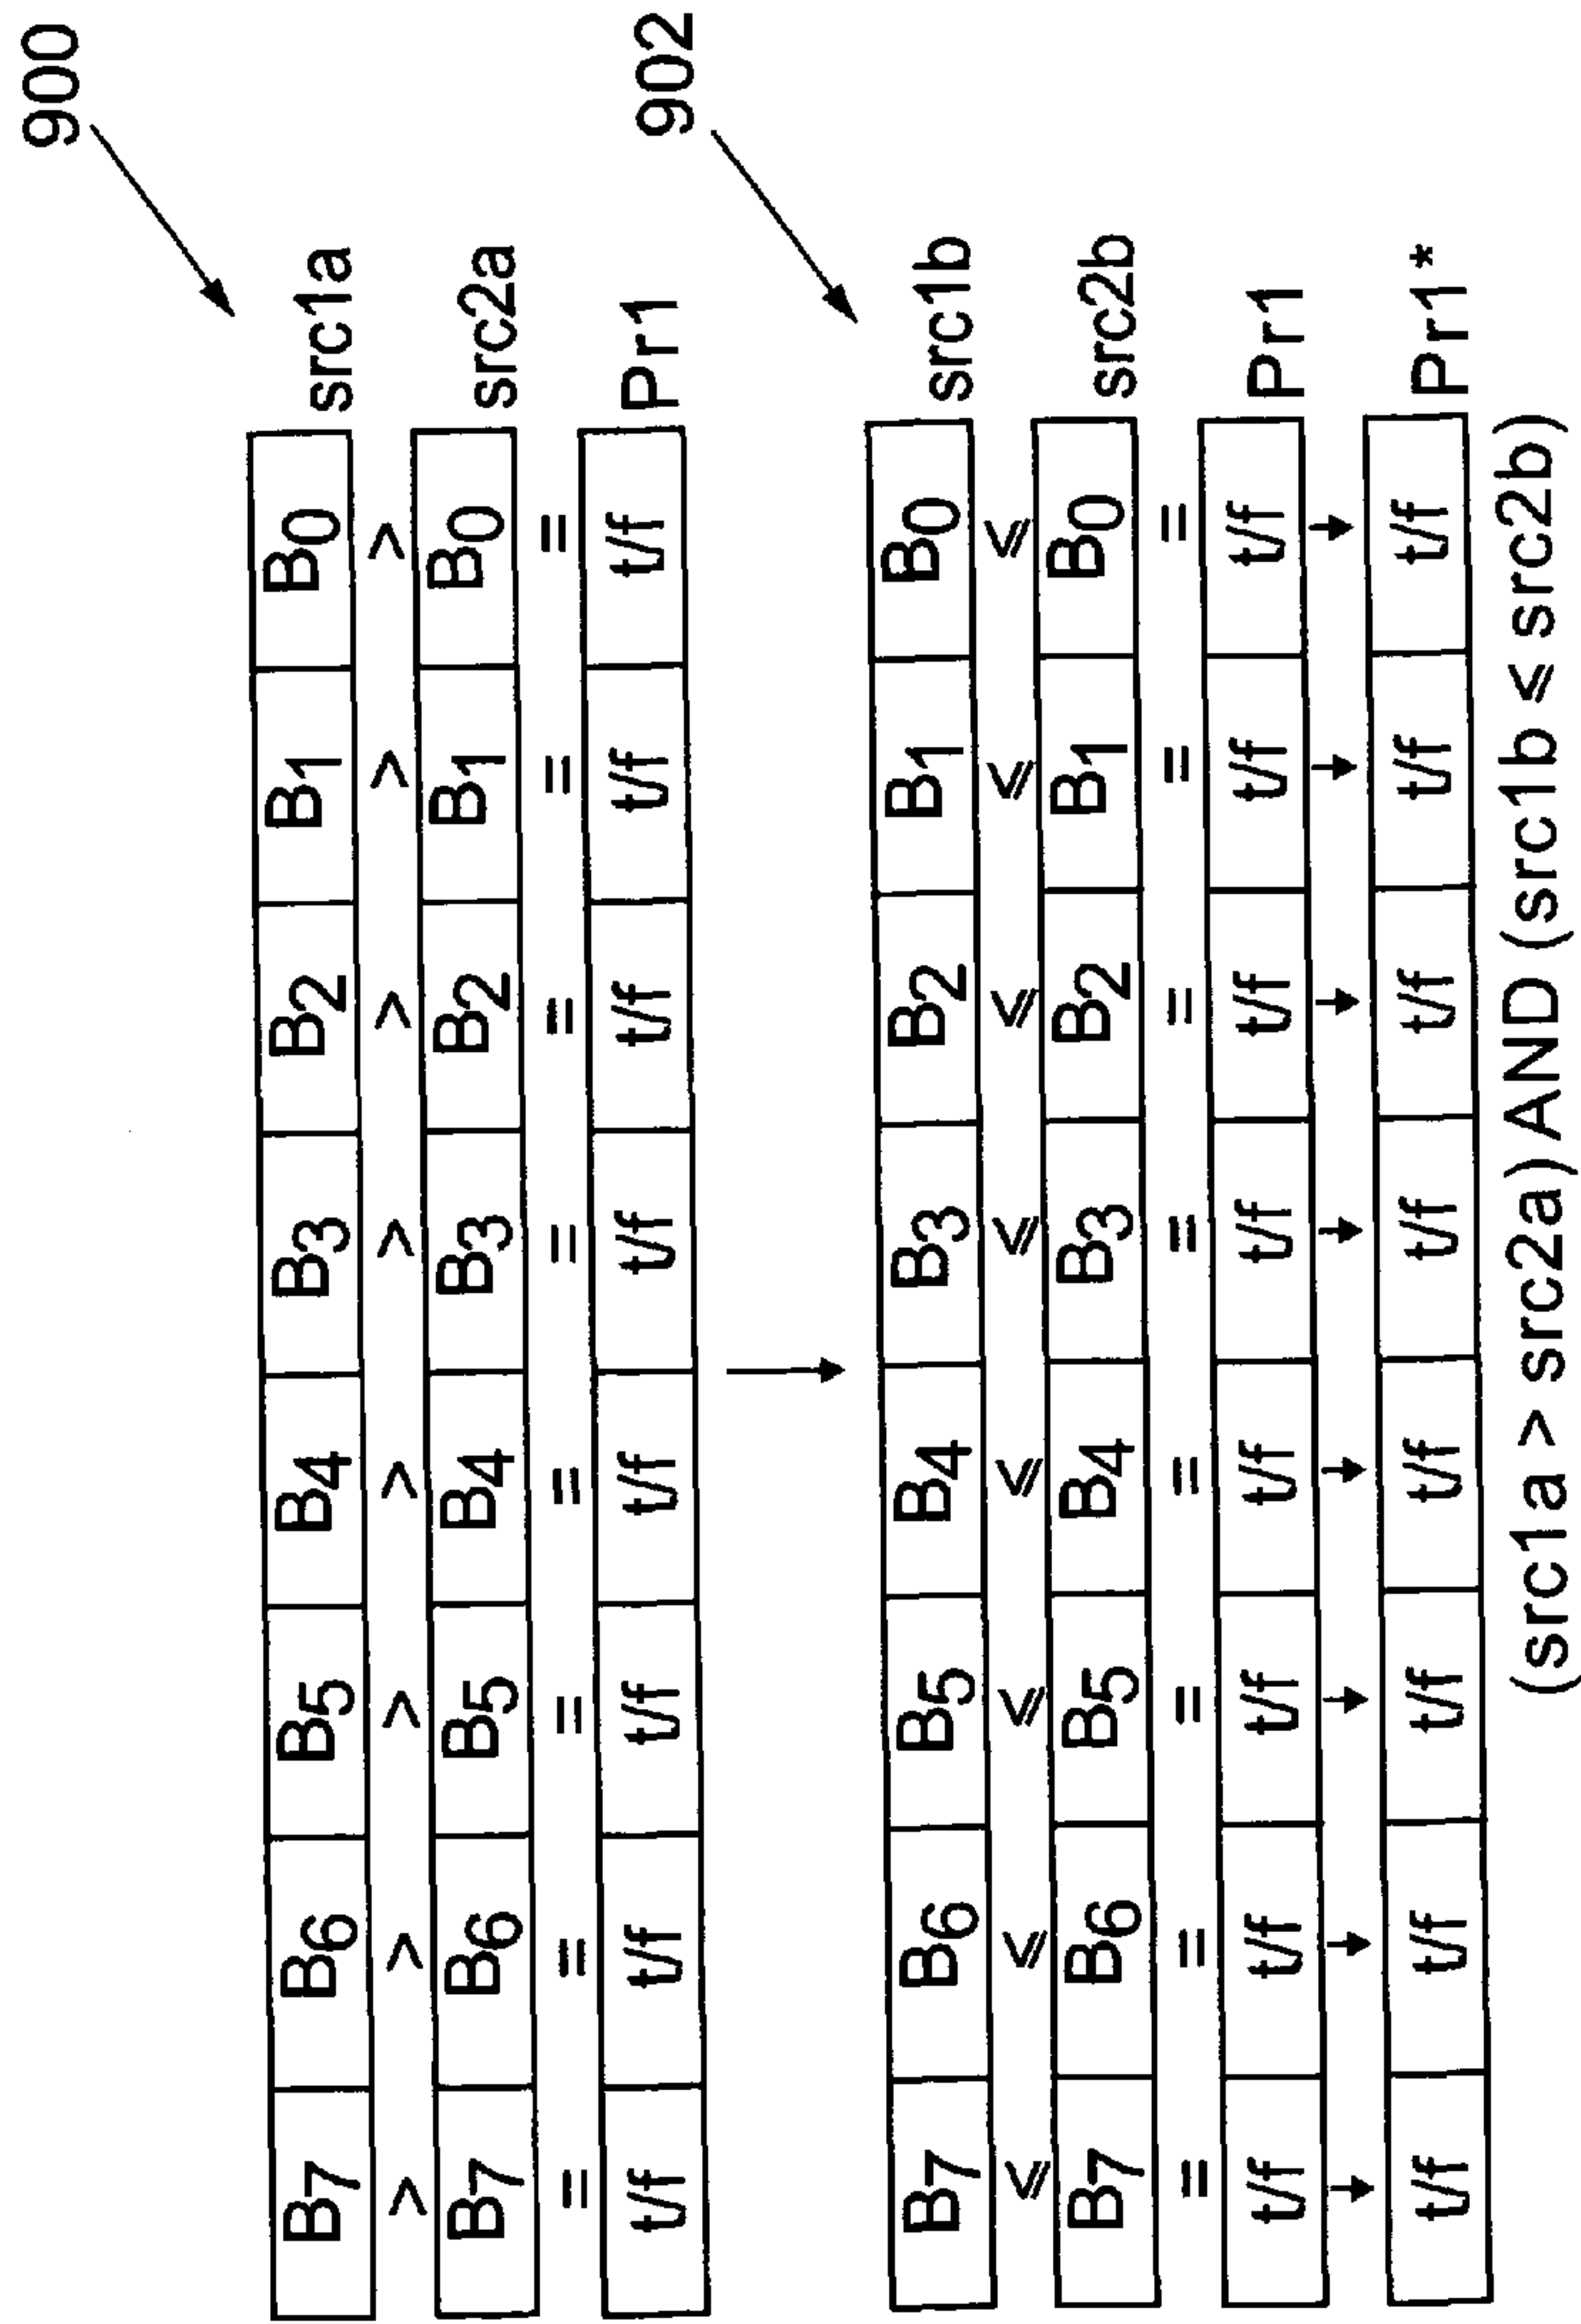 900
B7 B6 B5 B4 B3 B2 B1 B0 src1a
> > > > > > > >
B7 B6 B5 B4 B3 B2 B1 B0 src2a
= = = = = = = =
t/f t/f t/f t/f t/f t/f t/f t/f Pr1
902
B7 B6 B5 B4 B3 B2 B1 B0 src1b
⩽ ⩽ ⩽ ⩽ ⩽ ⩽ ⩽ ⩽
B7 B6 B5 B4 B3 B2 B1 B0 src2b
= = = = = = = =
t/f t/f t/f t/f t/f t/f t/f t/f Pr1
t/f t/f t/f t/f t/f t/f t/f t/f Pr1*
(src1a > src2a) AND (src1b ⩽ src2b)